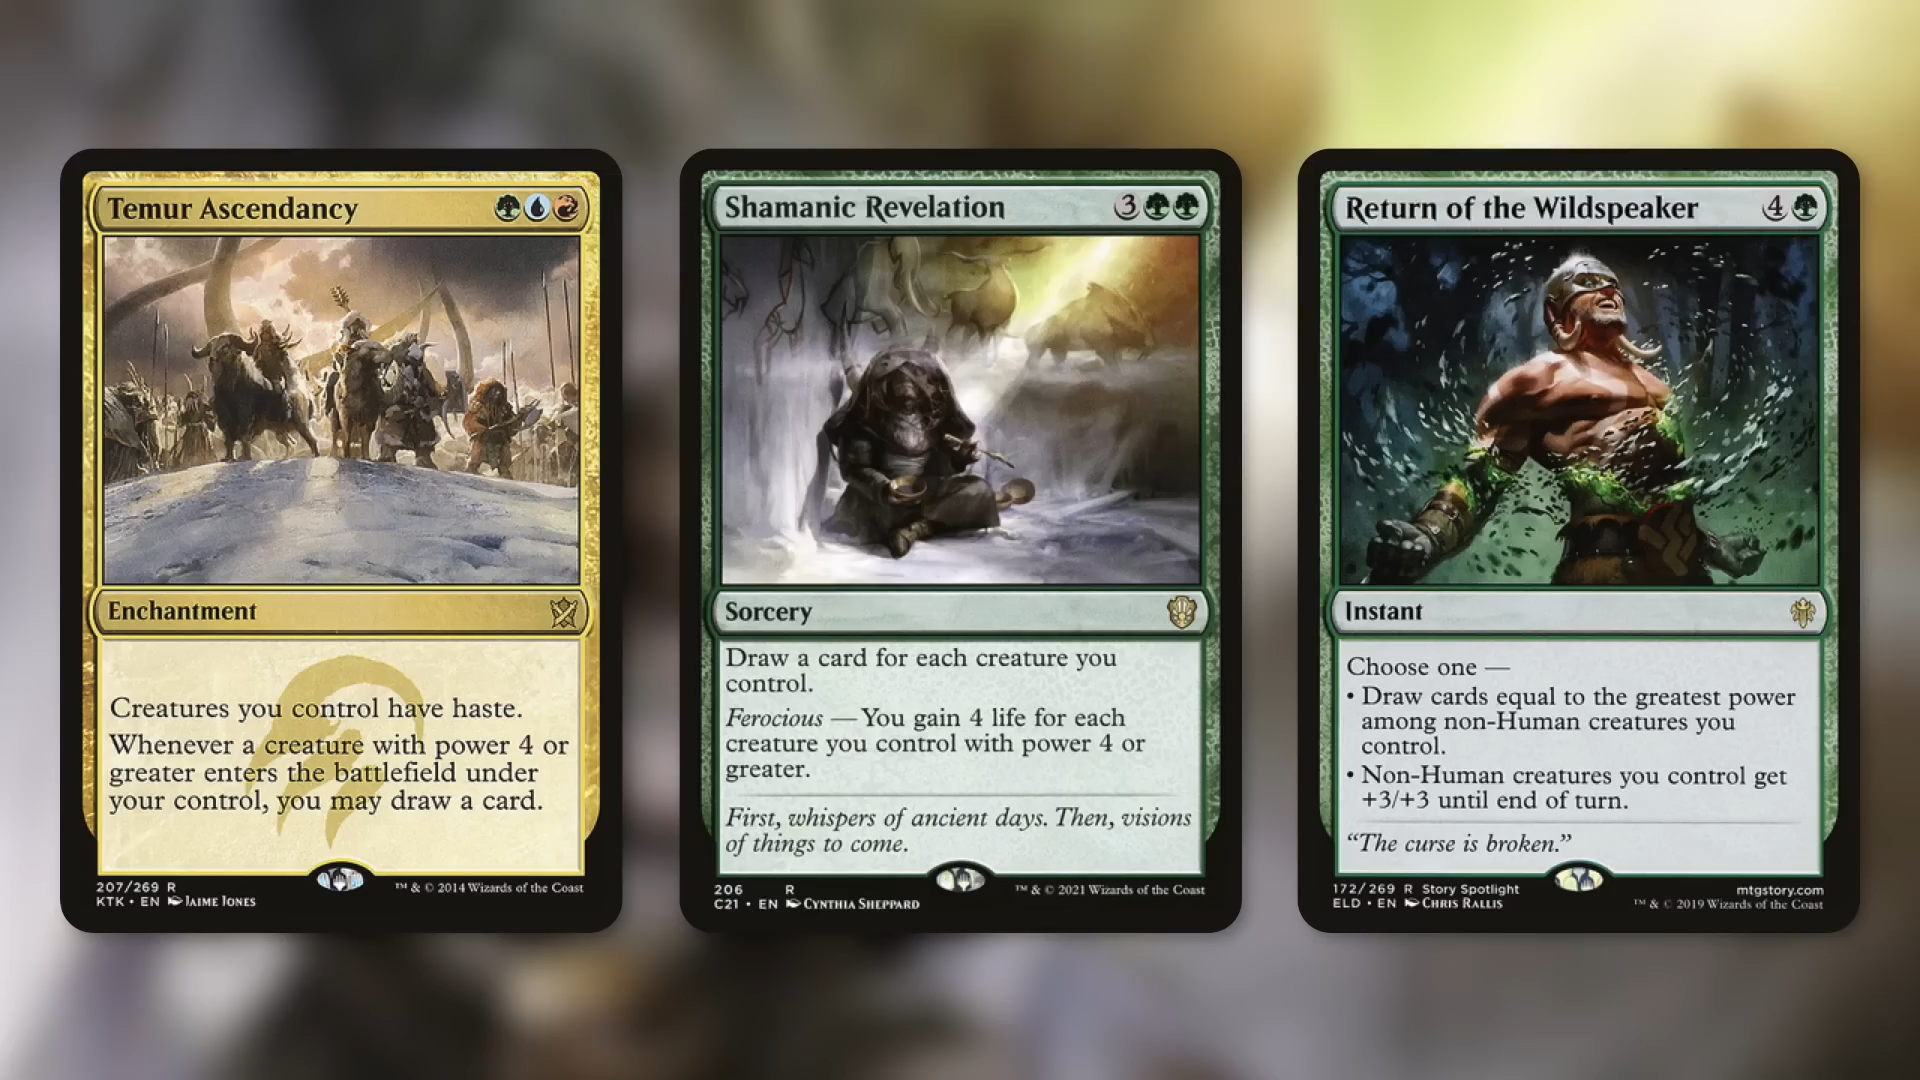 Temur Ascendancy
Enchantment
Creatures you control have haste.
Whenever a creature with power 4 or
greater enters the battlefield under
your control, you may draw a card.
207/269 R
KTK • EN JAIME JONES
™ & © 2014 Wizards of the Coast
Shamanic Revelation 3
Sorcery
Draw a card for each creature you
control.
Ferocious — You gain 4 life for each
creature you control with power 4 or
greater.
First, whispers of ancient days. Then, visions
of things to come.
206 R
C21 • EN CYNTHIA SHEPPARD
™ & © 2021 Wizards of the Coast
Return of the Wildspeaker 4
Instant
Choose one —
• Draw cards equal to the greatest power
among non-Human creatures you
control.
• Non-Human creatures you control get
+3/+3 until end of turn.
“The curse is broken.”
172/269 R Story Spotlight
ELD • EN CHRIS RALLIS
mtgstory.com
™ & © 2019 Wizards of the Coast